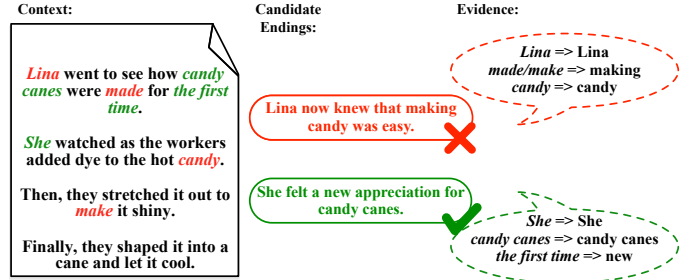 Context:
Candidate
Endings:
Evidence:
Lina went to see how candy
canes were made for the first
time.
She watched as the workers
added dye to the hot candy.
Then, they stretched it out to
make it shiny.
Finally, they shaped it into a
cane and let it cool.
Lina now knew that making
candy was easy.
She felt a new appreciation for
candy canes.
Lina => Lina
made/make => making
candy => candy
She => She
candy canes => candy canes
the first time => new